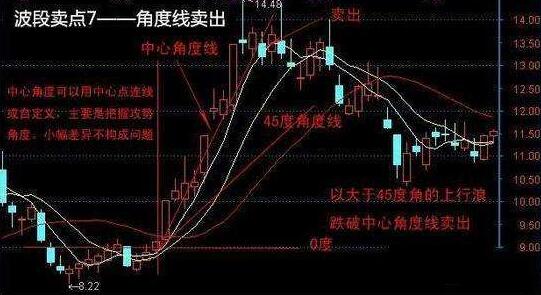 波段卖点7——角度线卖出
14.48
卖出
14.00
中心角度线
13.50
13.00
中心角度可以用中心点连线
或自定义，主要是把握攻势
角度，小幅差异不构成问题
12.50
12.00
45度角度线
11.50
11.00
10.50
以大于45度角的上行浪
10.00
跌破中心角度线卖出
9.50
0度
9.00
←8.22